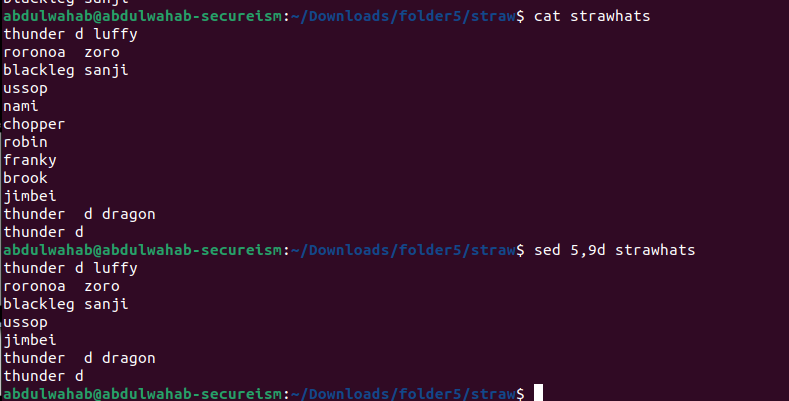 blackleg sanji
abdulwahab@abdulwahab-secureism:~/Downloads/folder5/straw$ cat strawhats
thunder d luffy
roronoa  zoro
blackleg sanji
ussop
nami
chopper
robin
franky
brook
jimbei
thunder  d dragon
thunder d
abdulwahab@abdulwahab-secureism:~/Downloads/folder5/straw$ sed 5,9d strawhats
thunder d luffy
roronoa  zoro
blackleg sanji
ussop
jimbei
thunder  d dragon
thunder d
abdulwahab@abdulwahab-secureism:~/Downloads/folder5/straw$